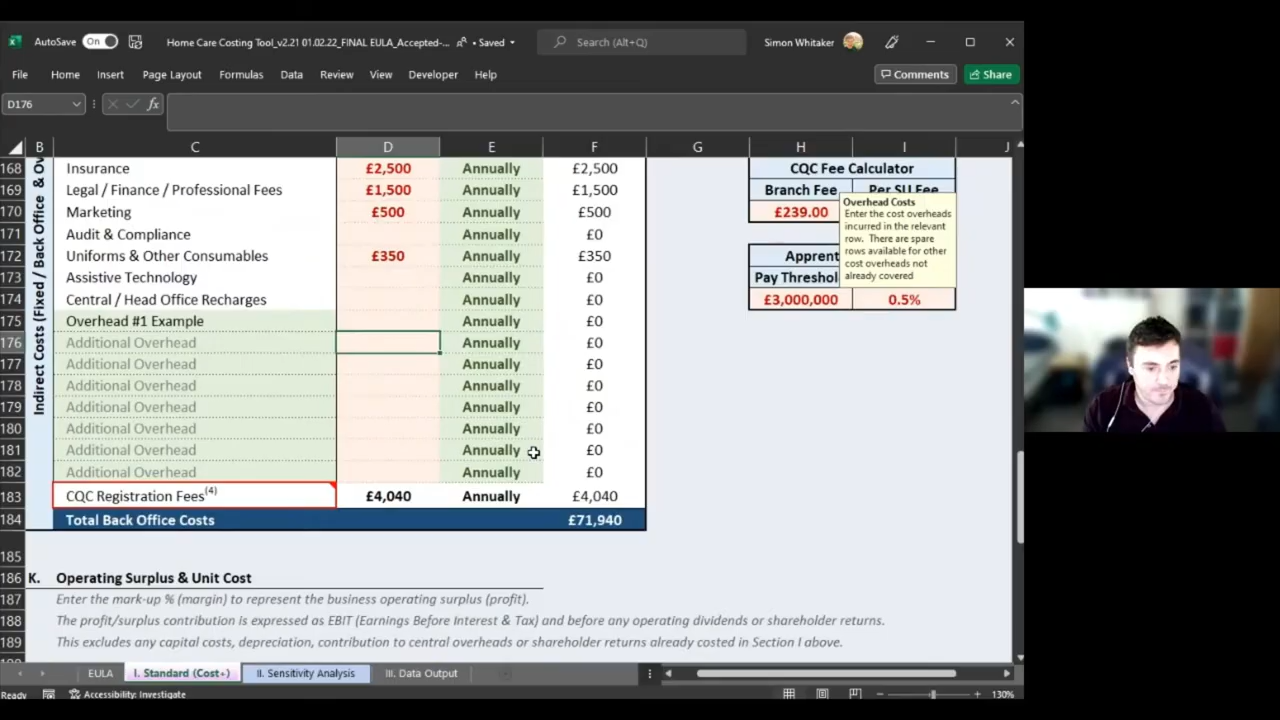 AutoSave On Home Care Costing Tool_v2.21 01.02.22_FINAL EULA_Accepted-... • Saved Search (Alt+Q) Simon Whitaker
File Home Insert Page Layout Formulas Data Review View Developer Help Comments Share
D176 fx
B C D E F G H I J
Indirect Costs (Fixed / Back Office & Ov
168 Insurance £2,500 Annually £2,500 CQC Fee Calculator
169 Legal / Finance / Professional Fees £1,500 Annually £1,500 Branch Fee Per SU Fee
170 Marketing £500 Annually £500 £239.00
171 Audit & Compliance Annually £0
172 Uniforms & Other Consumables £350 Annually £350 Apprent
173 Assistive Technology Annually £0 Pay Threshol
174 Central / Head Office Recharges Annually £0 £3,000,000 0.5%
Overhead Costs
Enter the cost overheads
incurred in the relevant
row. There are spare
rows available for other
cost overheads not
already covered
175 Overhead #1 Example Annually £0
176 Additional Overhead Annually £0
177 Additional Overhead Annually £0
178 Additional Overhead Annually £0
179 Additional Overhead Annually £0
180 Additional Overhead Annually £0
181 Additional Overhead Annually £0
182 Additional Overhead Annually £0
183 CQC Registration Fees(4) £4,040 Annually £4,040
184 Total Back Office Costs £71,940
185
186 K. Operating Surplus & Unit Cost
187 Enter the mark-up % (margin) to represent the business operating surplus (profit).
188 The profit/surplus contribution is expressed as EBIT (Earnings Before Interest & Tax) and before any operating dividends or shareholder returns.
189 This excludes any capital costs, depreciation, contribution to central overheads or shareholder returns already costed in Section I above.
EULA I. Standard (Cost+) II. Sensitivity Analysis III. Data Output
Ready Accessibility: Investigate 130%